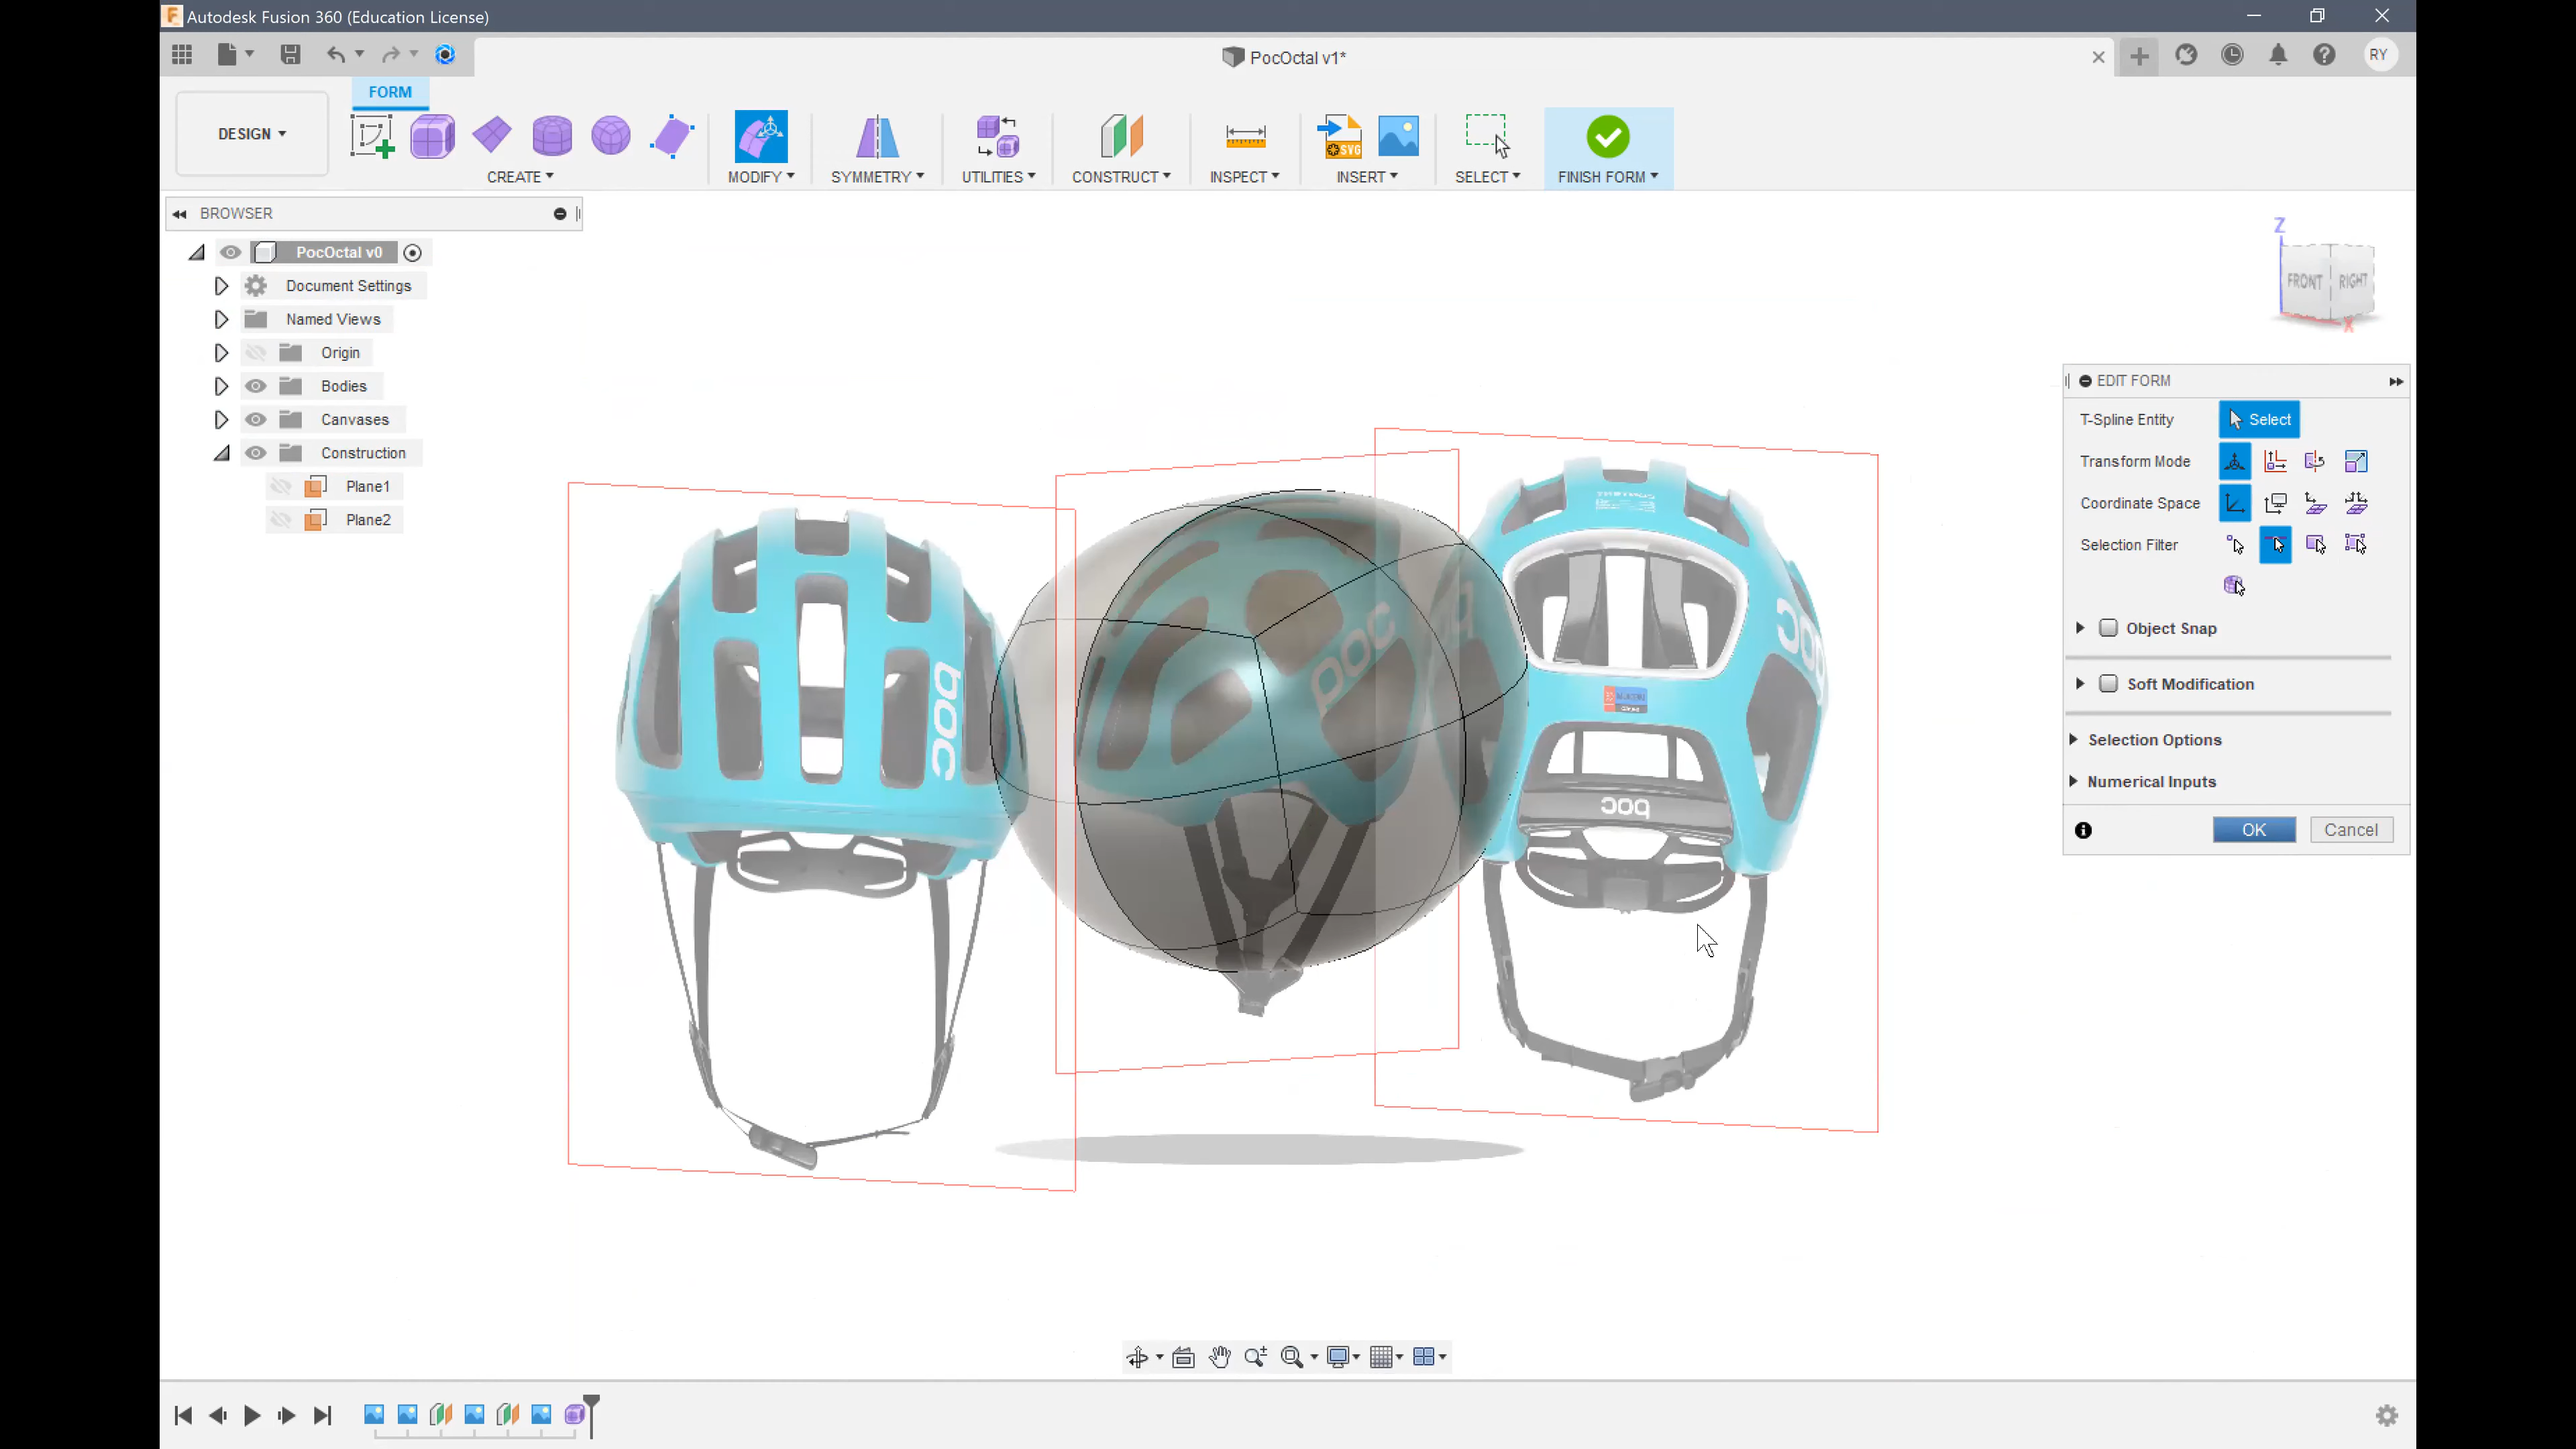 Autodesk Fusion 360 (Education License)
PocOctal v1*
RY
FORM
DESIGN
CREATE
MODIFY
SYMMETRY
UTILITIES
CONSTRUCT
INSPECT
SVG
INSERT
SELECT
FINISH FORM
BROWSER
PocOctal v0
Document Settings
Named Views
Origin
Bodies
Canvases
Construction
Plane1
Plane2
Z
FRONT
RIGHT
X
EDIT FORM
T-Spline Entity
Select
Transform Mode
Coordinate Space
Selection Filter
Object Snap
Soft Modification
Selection Options
Numerical Inputs
OK
Cancel
poc
poc
poc
poc